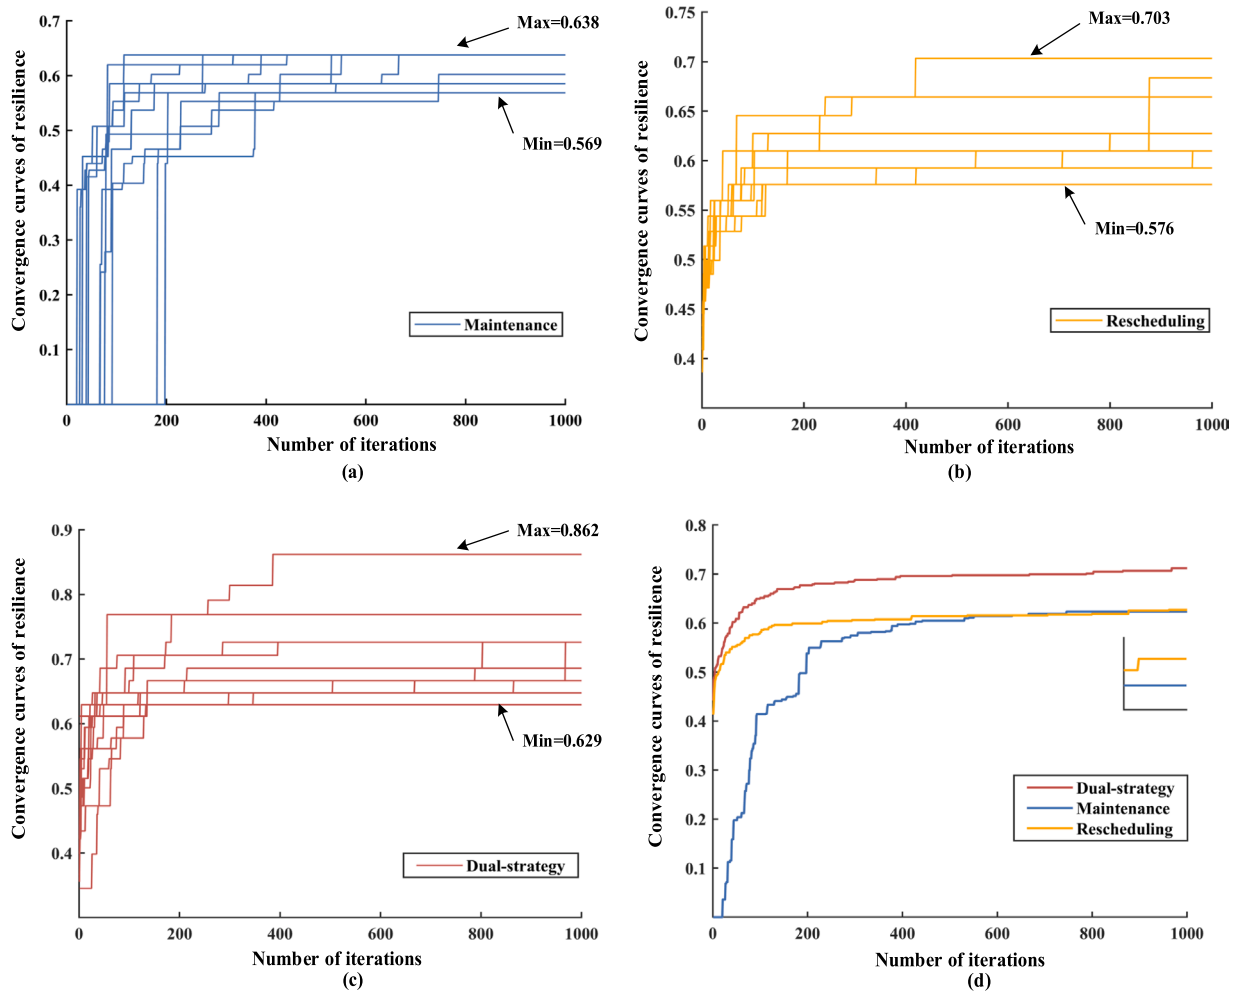 Convergence curves of resilience
0.7
0.6
0.5
0.4
0.3
0.2
0.1
0
200
400
600
800
1000
Max=0.638
Min=0.569
Maintenance
Number of iterations
(a)
Convergence curves of resilience
0.75
0.7
0.65
0.6
0.55
0.5
0.45
0.4
0
200
400
600
800
1000
Max=0.703
Min=0.576
Rescheduling
Number of iterations
(b)
Convergence curves of resilience
0.9
0.8
0.7
0.6
0.5
0.4
0
200
400
600
800
1000
Max=0.862
Min=0.629
Dual-strategy
Number of iterations
(c)
Convergence curves of resilience
0.8
0.7
0.6
0.5
0.4
0.3
0.2
0.1
0
200
400
600
800
1000
Dual-strategy
Maintenance
Rescheduling
Number of iterations
(d)